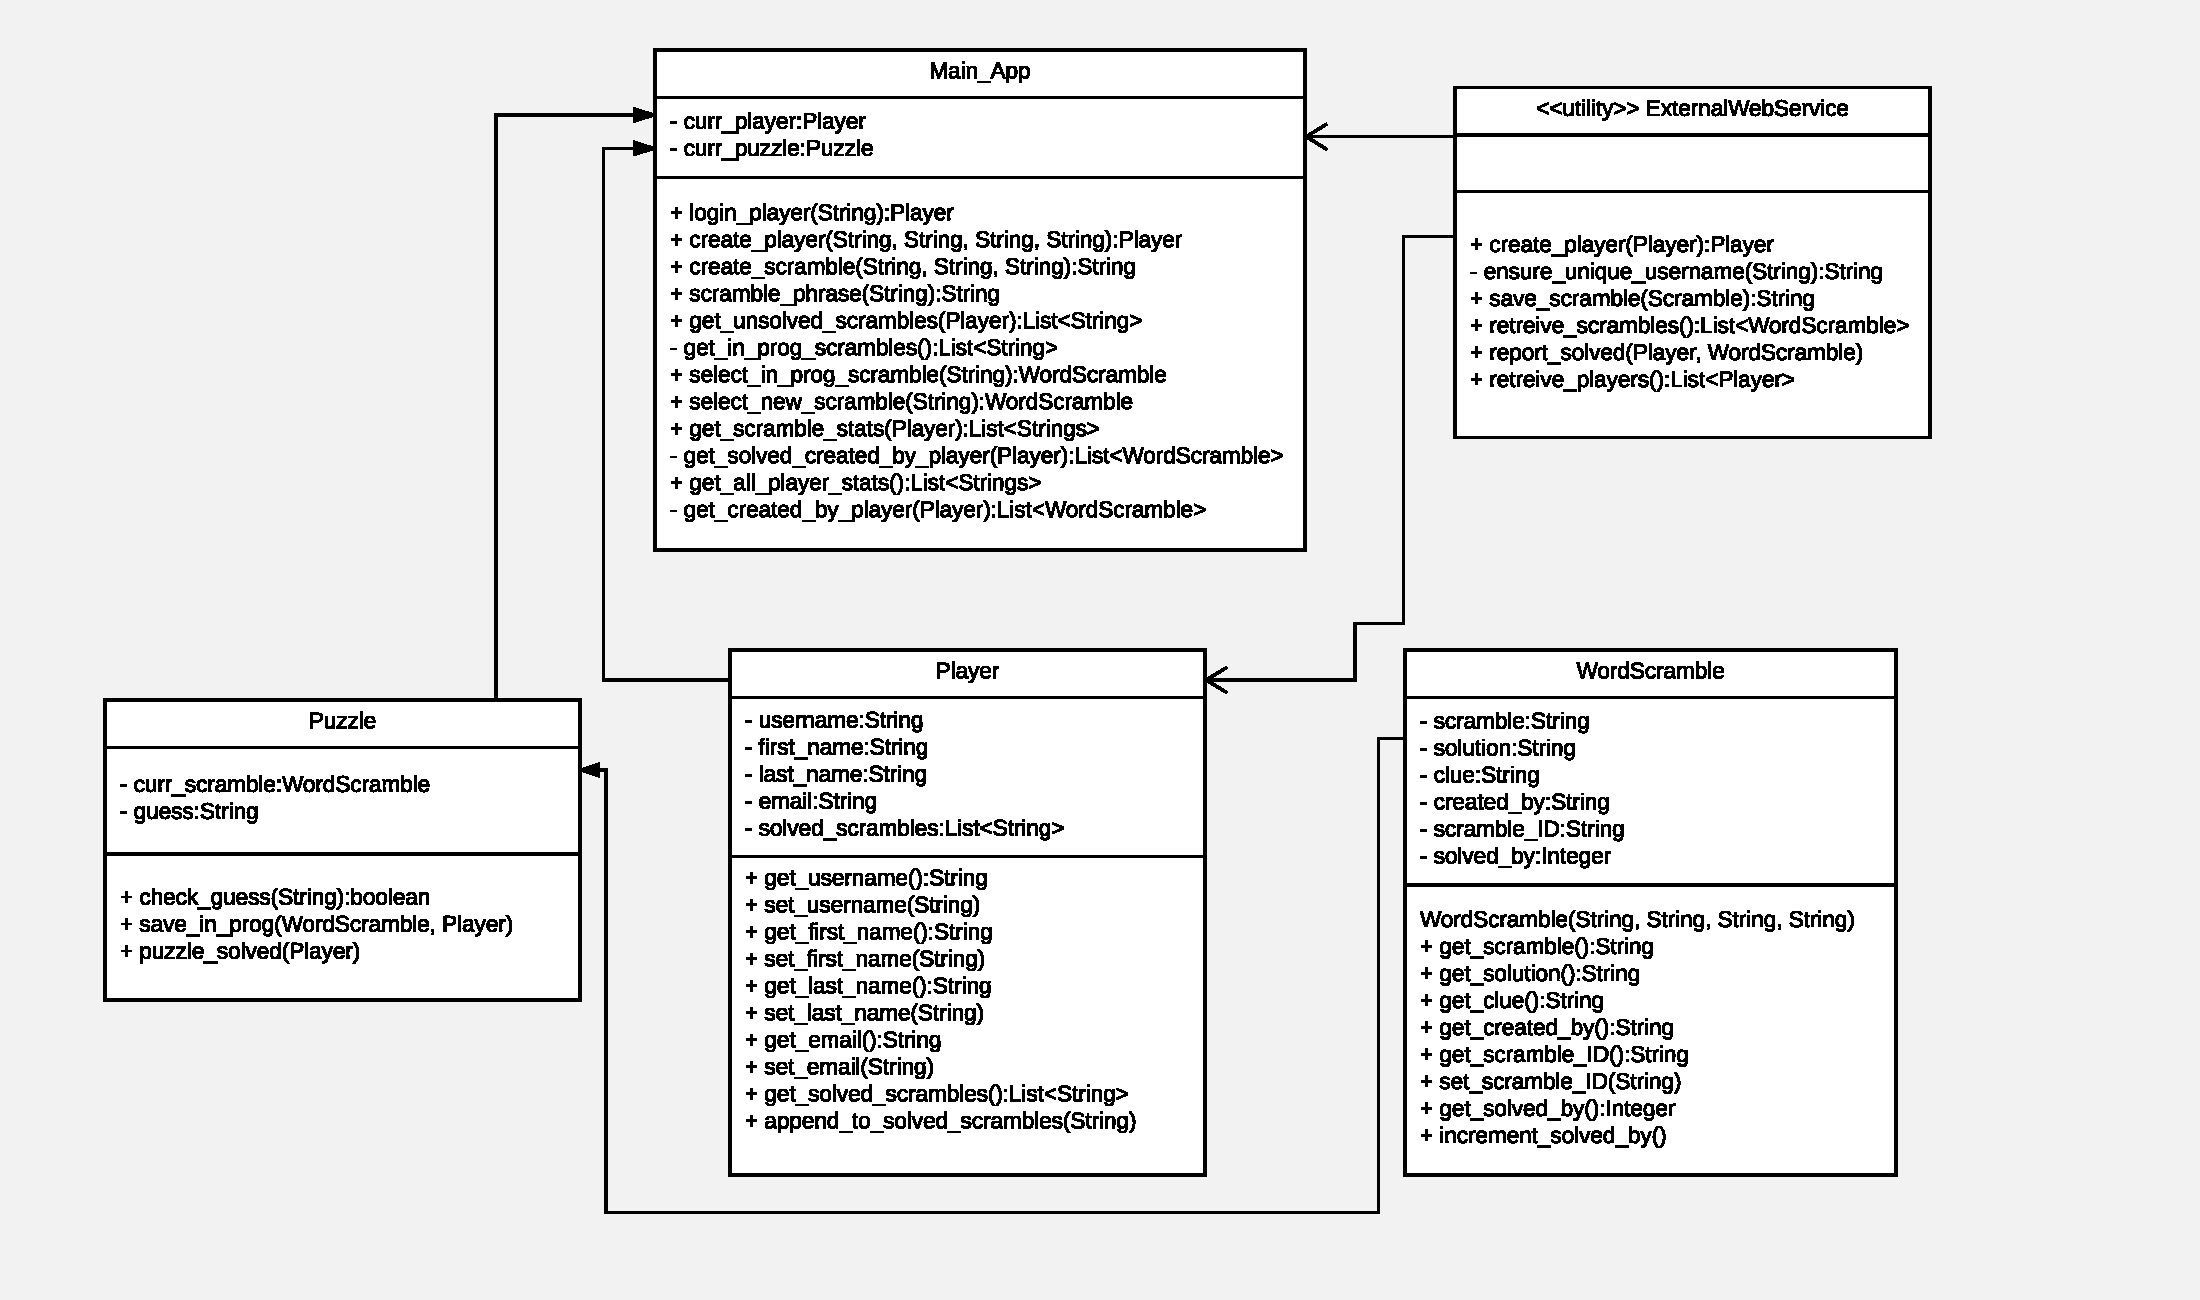 Main_App
- curr_player:Player
- curr_puzzle:Puzzle
+ login_player(String):Player
+ create_player(String, String, String, String):Player
+ create_scramble(String, String, String):String
+ scramble_phrase(String):String
+ get_unsolved_scrambles(Player):List<String>
- get_in_prog_scrambles():List<String>
+ select_in_prog_scramble(String):WordScramble
+ select_new_scramble(String):WordScramble
+ get_scramble_stats(Player):List<Strings>
- get_solved_created_by_player(Player):List<WordScramble>
+ get_all_player_stats():List<Strings>
- get_created_by_player(Player):List<WordScramble>
<<utility>> ExternalWebService
+ create_player(Player):Player
- ensure_unique_username(String):String
+ save_scramble(Scramble):String
+ retreive_scrambles():List<WordScramble>
+ report_solved(Player, WordScramble)
+ retreive_players():List<Player>
Puzzle
- curr_scramble:WordScramble
- guess:String
+ check_guess(String):boolean
+ save_in_prog(WordScramble, Player)
+ puzzle_solved(Player)
Player
- username:String
- first_name:String
- last_name:String
- email:String
- solved_scrambles:List<String>
+ get_username():String
+ set_username(String)
+ get_first_name():String
+ set_first_name(String)
+ get_last_name():String
+ set_last_name(String)
+ get_email():String
+ set_email(String)
+ get_solved_scrambles():List<String>
+ append_to_solved_scrambles(String)
WordScramble
- scramble:String
- solution:String
- clue:String
- created_by:String
- scramble_ID:String
- solved_by:Integer
WordScramble(String, String, String, String)
+ get_scramble():String
+ get_solution():String
+ get_clue():String
+ get_created_by():String
+ get_scramble_ID():String
+ set_scramble_ID(String)
+ get_solved_by():Integer
+ increment_solved_by()